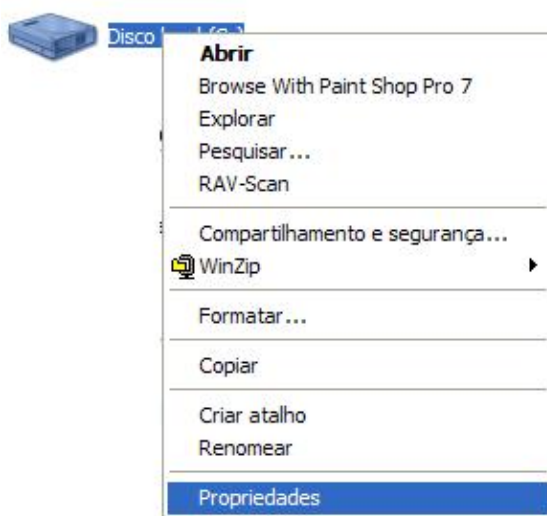 Disco
Abrir
Browse With Paint Shop Pro 7
Explorar
Pesquisar...
RAV-Scan
Compartilhamento e segurança...
WinZip
Formatar...
Copiar
Criar atalho
Renomear
Propriedades